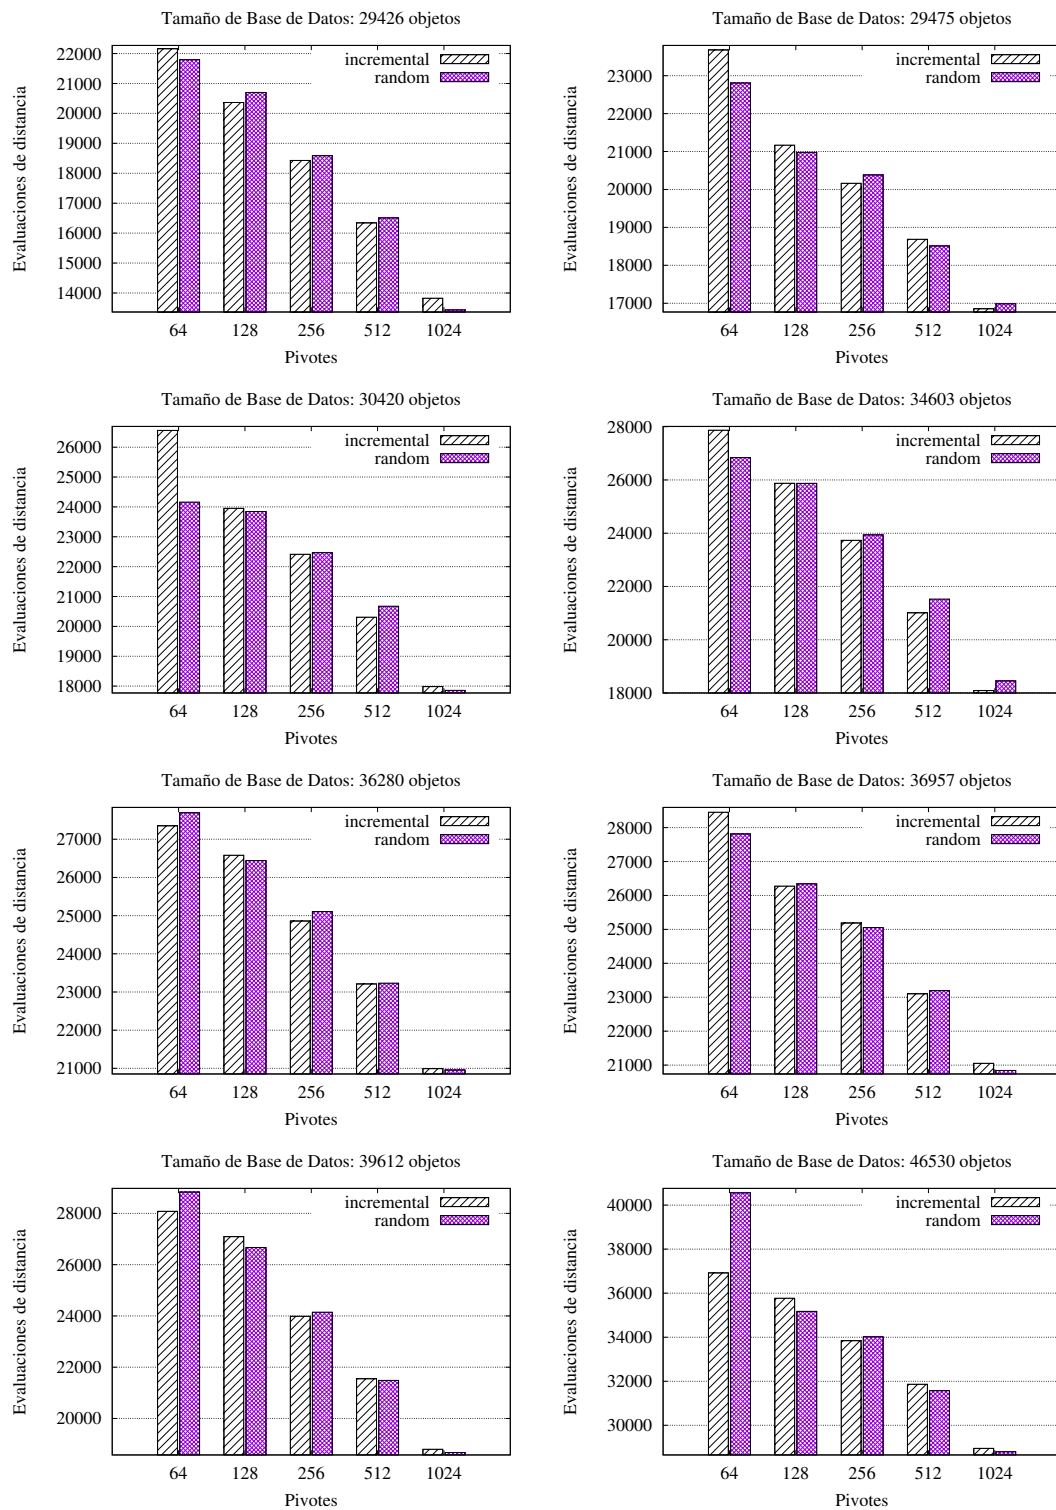 Tamaño de Base de Datos: 29426 objetos
Evaluaciones de distancia
22000
21000
20000
19000
18000
17000
16000
15000
14000
incremental
random
64 128 256 512 1024
Pivotes
Tamaño de Base de Datos: 29475 objetos
Evaluaciones de distancia
23000
22000
21000
20000
19000
18000
17000
incremental
random
64 128 256 512 1024
Pivotes
Tamaño de Base de Datos: 30420 objetos
Evaluaciones de distancia
26000
25000
24000
23000
22000
21000
20000
19000
18000
incremental
random
64 128 256 512 1024
Pivotes
Tamaño de Base de Datos: 34603 objetos
Evaluaciones de distancia
28000
26000
24000
22000
20000
18000
incremental
random
64 128 256 512 1024
Pivotes
Tamaño de Base de Datos: 36280 objetos
Evaluaciones de distancia
27000
26000
25000
24000
23000
22000
21000
incremental
random
64 128 256 512 1024
Pivotes
Tamaño de Base de Datos: 36957 objetos
Evaluaciones de distancia
28000
27000
26000
25000
24000
23000
22000
21000
incremental
random
64 128 256 512 1024
Pivotes
Tamaño de Base de Datos: 39612 objetos
Evaluaciones de distancia
28000
26000
24000
22000
20000
incremental
random
64 128 256 512 1024
Pivotes
Tamaño de Base de Datos: 46530 objetos
Evaluaciones de distancia
40000
38000
36000
34000
32000
30000
incremental
random
64 128 256 512 1024
Pivotes